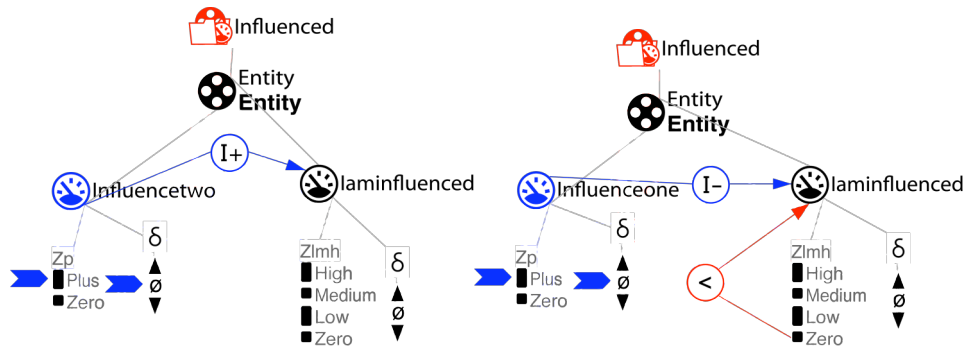 Influenced
Entity
Entity
I+
Influencetwo
Iaminfluenced
δ
Zp
Plus
ø
Zero
Zlmh
High
Medium
Low
Zero
δ
ø
Influenced
Entity
Entity
I-
Influenceone
Iaminfluenced
δ
Zp
Plus
ø
Zero
<
Zlmh
High
Medium
Low
Zero
δ
ø